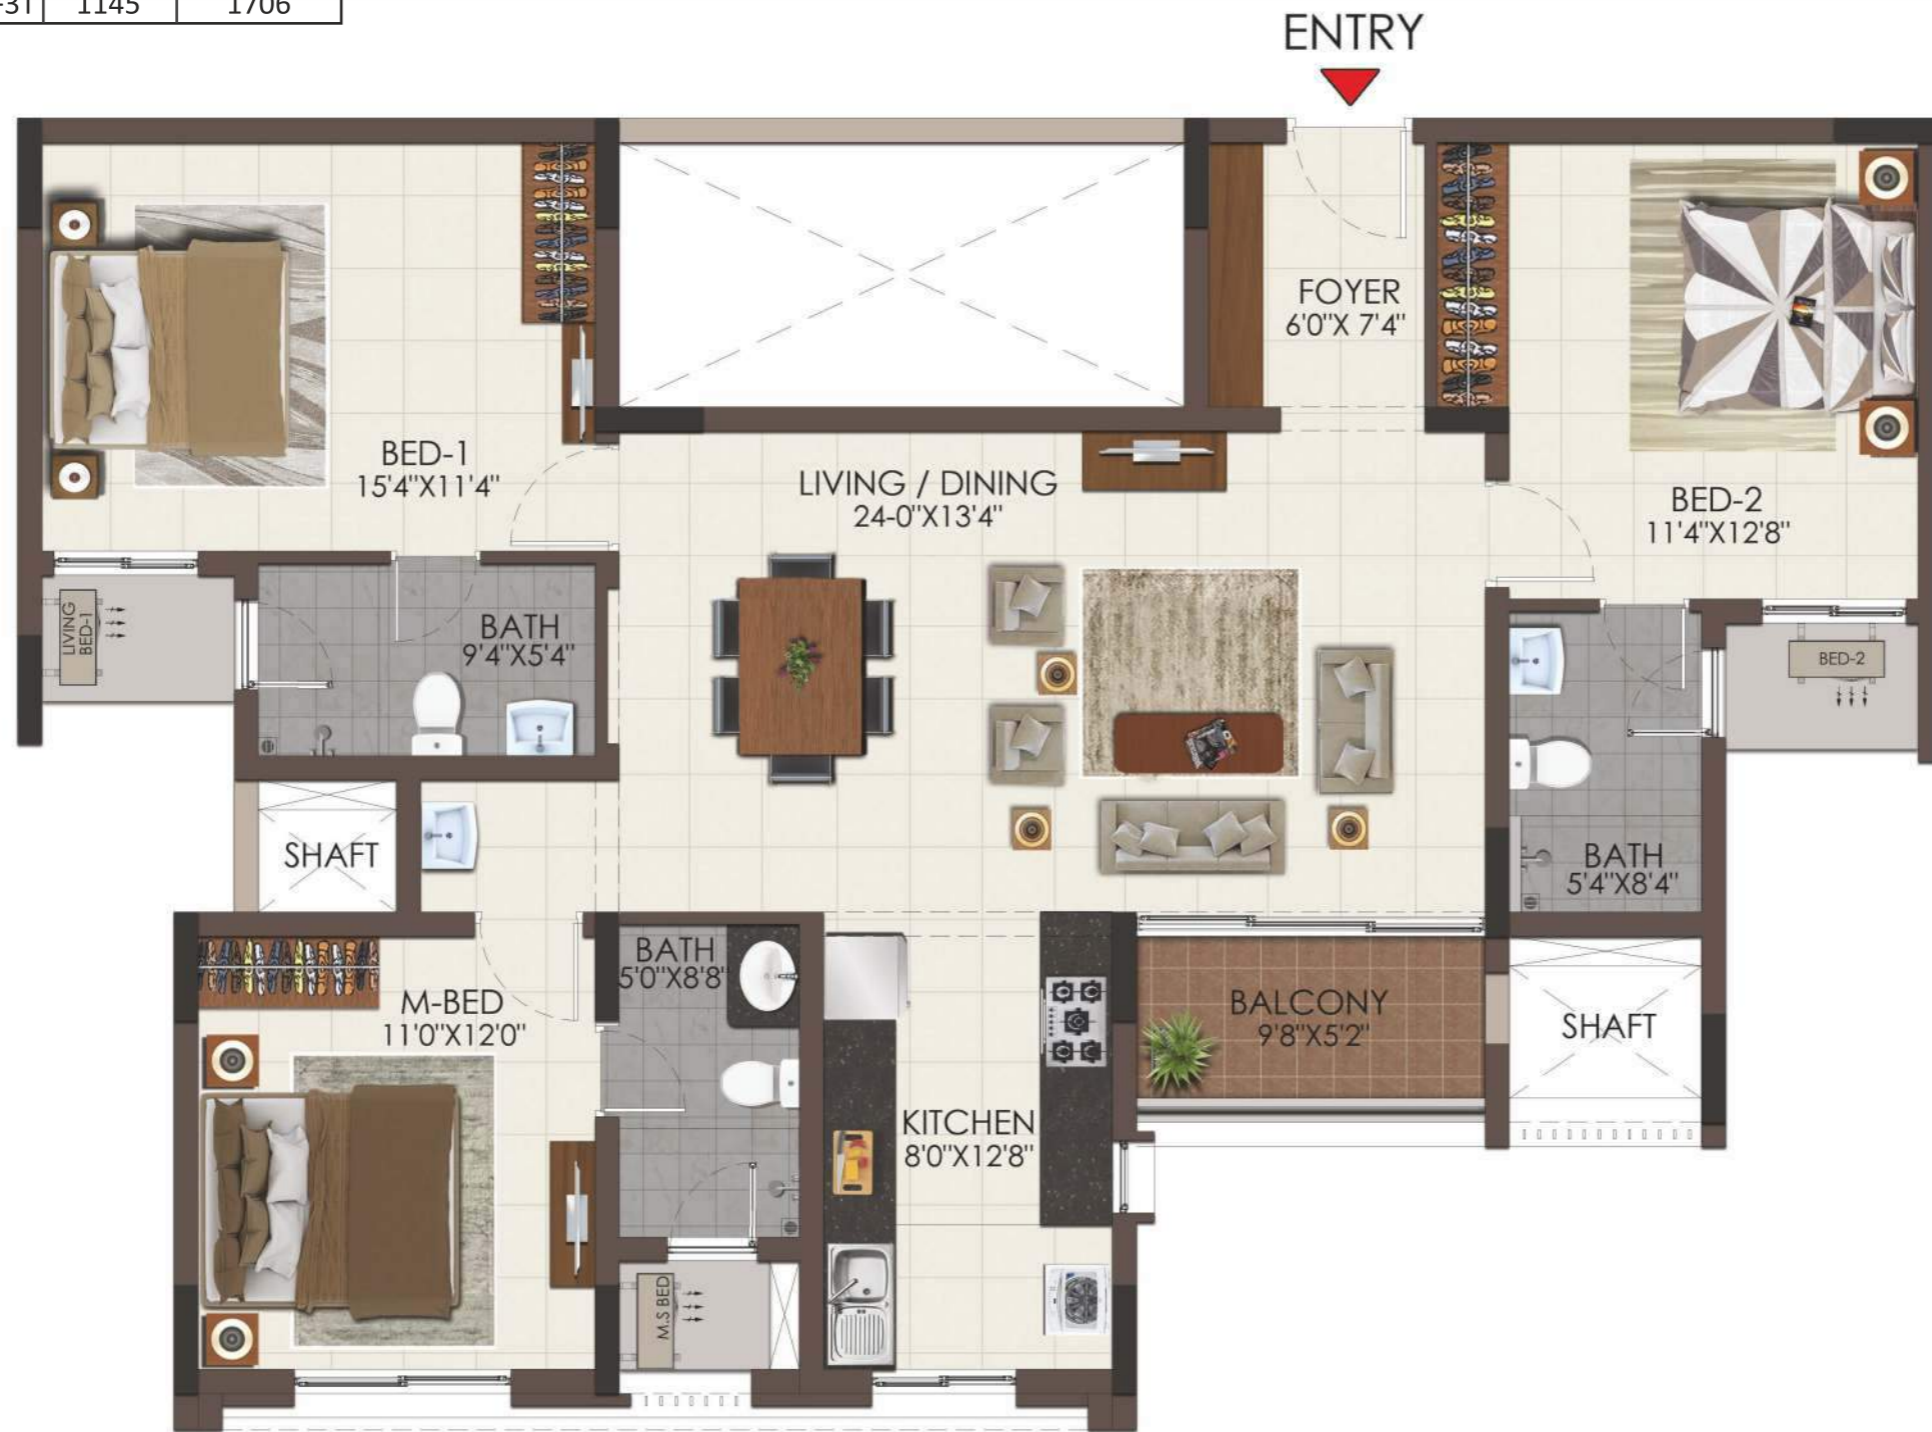 1145 1706
ENTRY
FOYER
6'0"X 7'4"
BED-1
15'4"X11'4"
LIVING / DINING
24-0"X13'4"
BED-2
11'4"X12'8"
LIVING
BED-1
BATH
9'4"X5'4"
BED-2
SHAFT
BATH
5'4"X8'4"
BATH
5'0"X8'8"
M-BED
11'0"X12'0"
BALCONY
9'8"X5'2"
SHAFT
KITCHEN
8'0"X12'8"
M.S BED